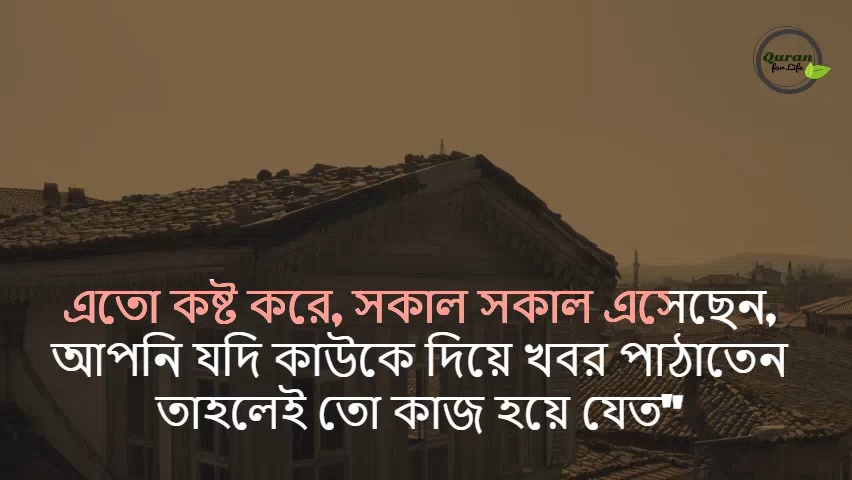 Quran
for Life
এতো কষ্ট করে, সকাল সকাল এসেছেন,
আপনি যদি কাউকে দিয়ে খবর পাঠাতেন
তাহলেই তো কাজ হয়ে যেত"